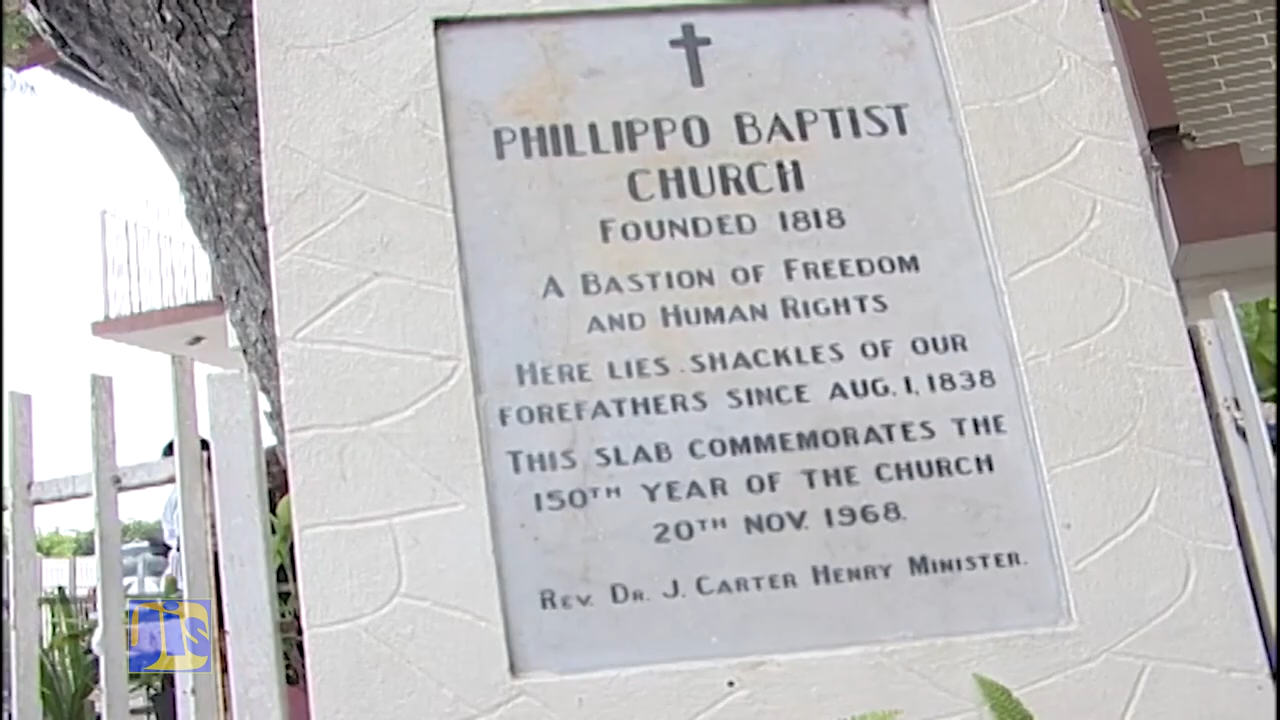 PHILLIPPO BAPTIST
CHURCH
FOUNDED 1818
A BASTION OF FREEDOM
AND HUMAN RIGHTS
HERE LIES SHACKLES OF OUR
FOREFATHERS SINCE AUG. 1, 1838
THIS SLAB COMMEMORATES THE
150TH YEAR OF THE CHURCH
20TH NOV. 1968.
REV. DR. J. CARTER HENRY MINISTER.
jis